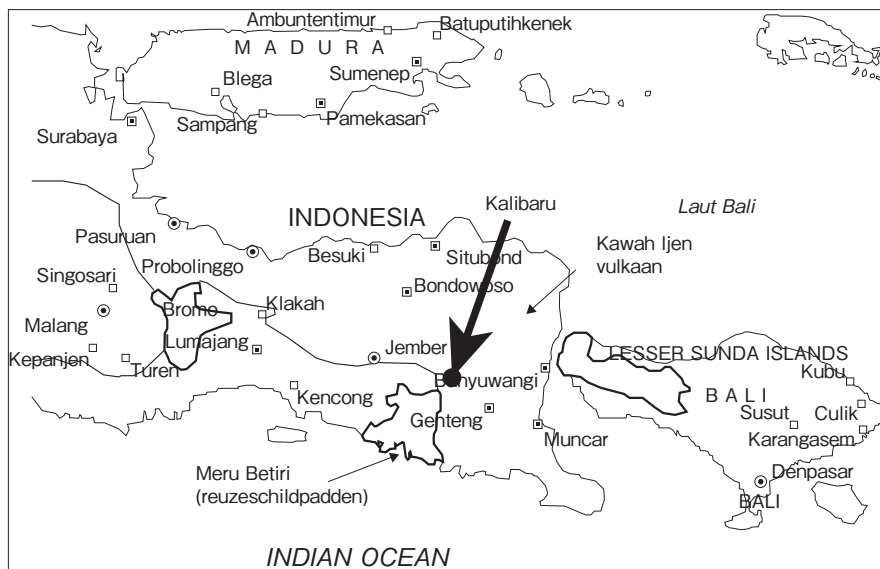 Ambuntentimur
Batuputihkenek
MADURA
Sumenep
Blega
Surabaya
Sampang
Pamekasan
Kalibaru
Laut Bali
INDONESIA
Pasuruan
Besuki
Situbond
Kawah Ijen
vulkaan
Probolinggo
Singosari
Bondowoso
Bromo
Klakah
Malang
Lumajang
Jember
LESSER SUNDA ISLANDS
Kepanjen
Turen
Banyuwangi
Kubu
Kencong
BALI
Genteng
Susut
Culik
Muncar
Karangasem
Meru Betiri
(reuzeschildpadden)
Denpasar
BALI
INDIAN OCEAN